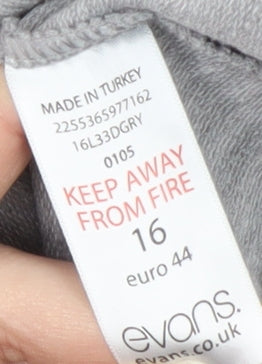 MADE IN TURKEY
2255365977162
16L33DGRY
0105
KEEP AWAY
FROM FIRE
16
euro 44
evans.
evans.co.uk